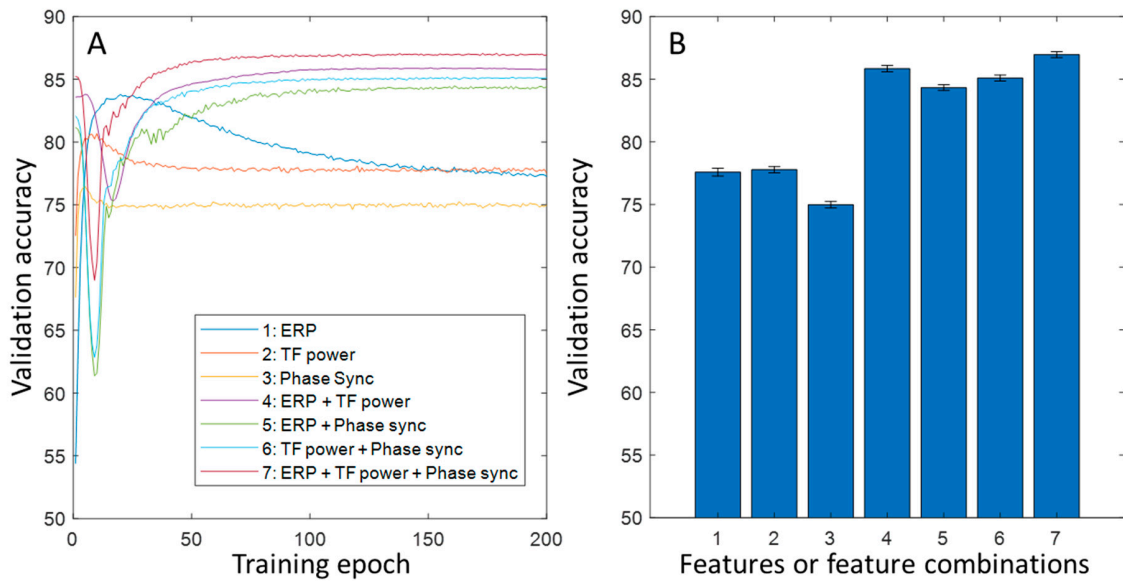 A
Validation accuracy
90
85
80
75
70
65
60
55
50
0
50
100
150
200
Training epoch
1: ERP
2: TF power
3: Phase Sync
4: ERP + TF power
5: ERP + Phase sync
6: TF power + Phase sync
7: ERP + TF power + Phase sync
B
Validation accuracy
90
85
80
75
70
65
60
55
50
1 2 3 4 5 6 7
Features or feature combinations